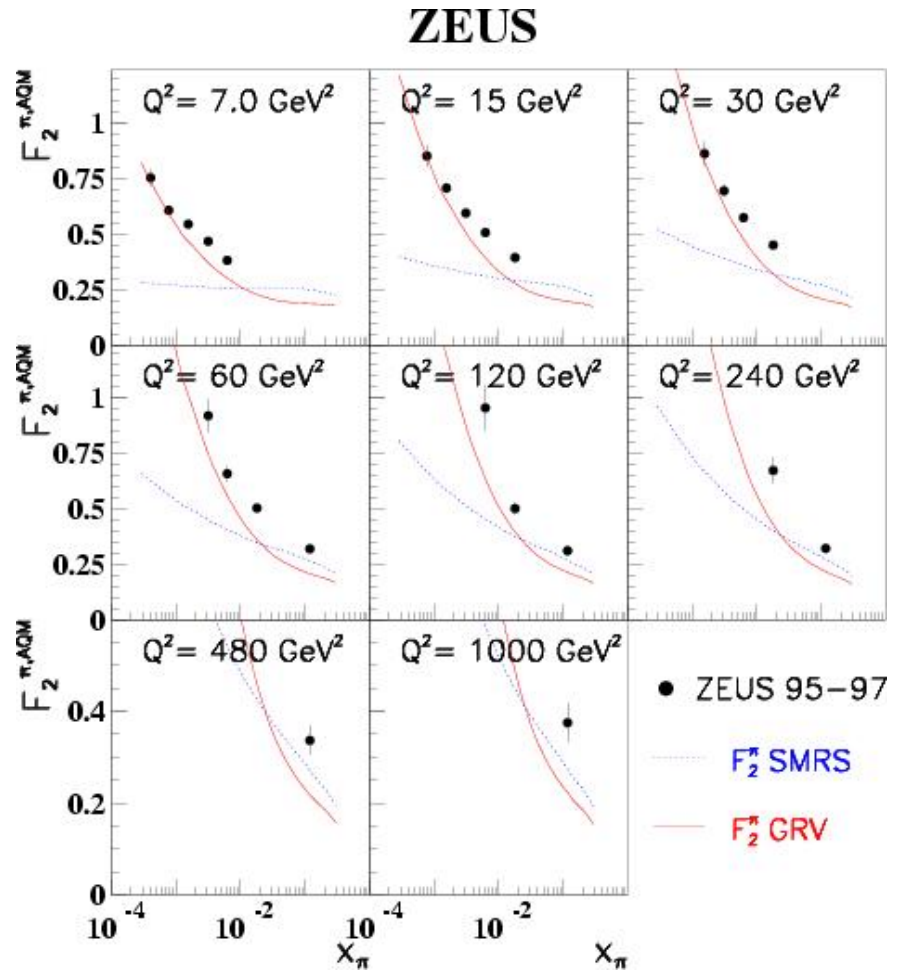 ZEUS
F₂^π,AQM
Q²= 7.0 GeV²
Q²= 15 GeV²
Q²= 30 GeV²
1
0.75
0.5
0.25
0
F₂^π,AQM
Q²= 60 GeV²
Q²= 120 GeV²
Q²= 240 GeV²
1
0.75
0.5
0.25
0
F₂^π,AQM
Q²= 480 GeV²
Q²= 1000 GeV²
0.4
0.2
0
ZEUS 95-97
F₂^π SMRS
F₂^π GRV
10⁻⁴ 10⁻² 10⁻⁴ 10⁻²
x_π x_π